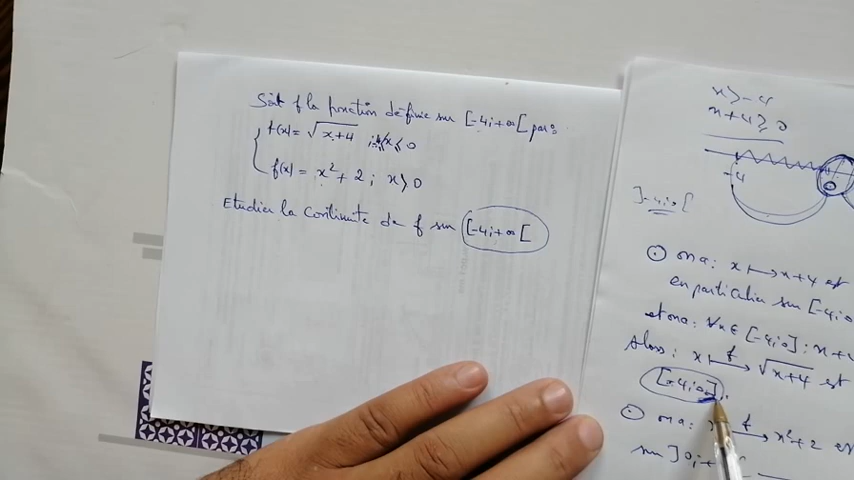 Soit f la fonction définie sur [-4; +∞[ par:
f(x) = √x+4 ; x ≤ 0
f(x) = x² + 2 ; x > 0
Etudier la continuité de f sur [-4; +∞[
x ≥ -4
x + 4 ≥ 0
-4 0
]-4; 0[
on a: x ↦ x+4 est
en particulier sur [-4; 0
et on a: ∀x ∈ [-4; 0]: x+4
Alors: x ↦ f √x+4 est
[-4; 0].
on a: x ↦ f x²+2 es
sur ]0; +